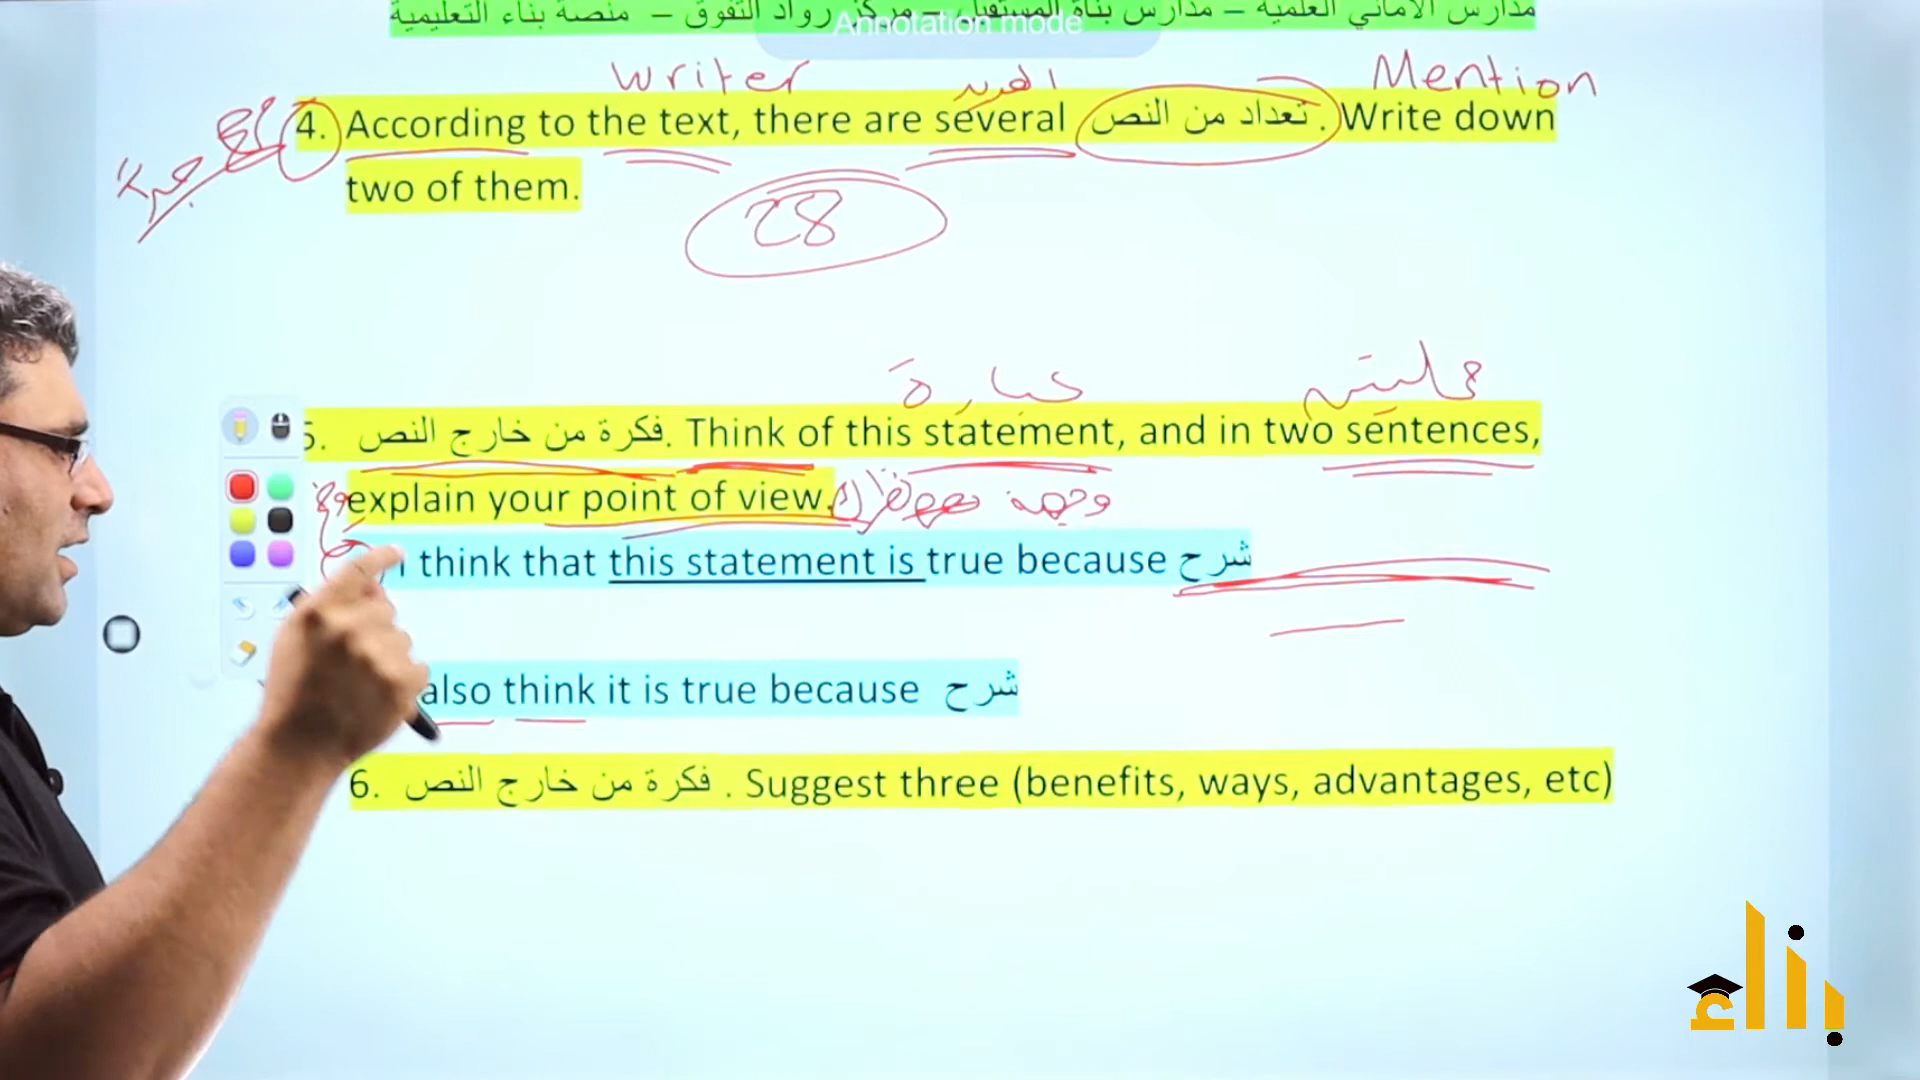 مدارس الأماني العلمية – مدارس بناة المستقبل – مركز رواد التفوق – منصة بناء التعليمية
Annotation mode
Writer Mention
4. According to the text, there are several تعداد من النص . Write down
two of them.
28
عبارة جملتين
5. فكرة من خارج النص. Think of this statement, and in two sentences,
explain your point of view. وجهة
I think that this statement is true because شرح
also think it is true because شرح
6. فكرة من خارج النص . Suggest three (benefits, ways, advantages, etc)
بناء